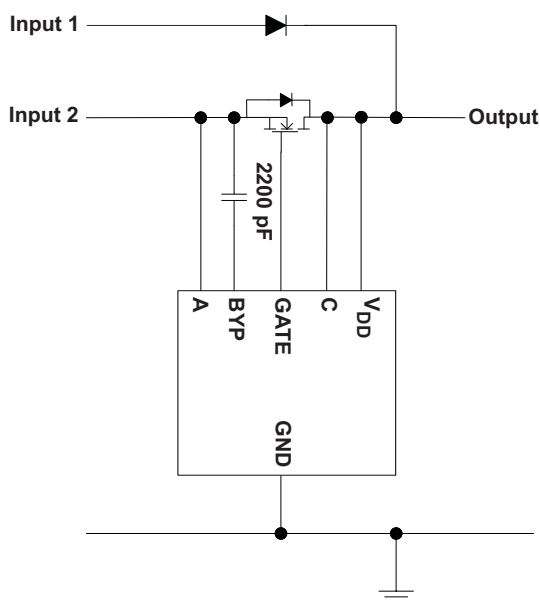 Input 1
Input 2
Output
2200 pF
A
BYP
GATE
C
VDD
GND